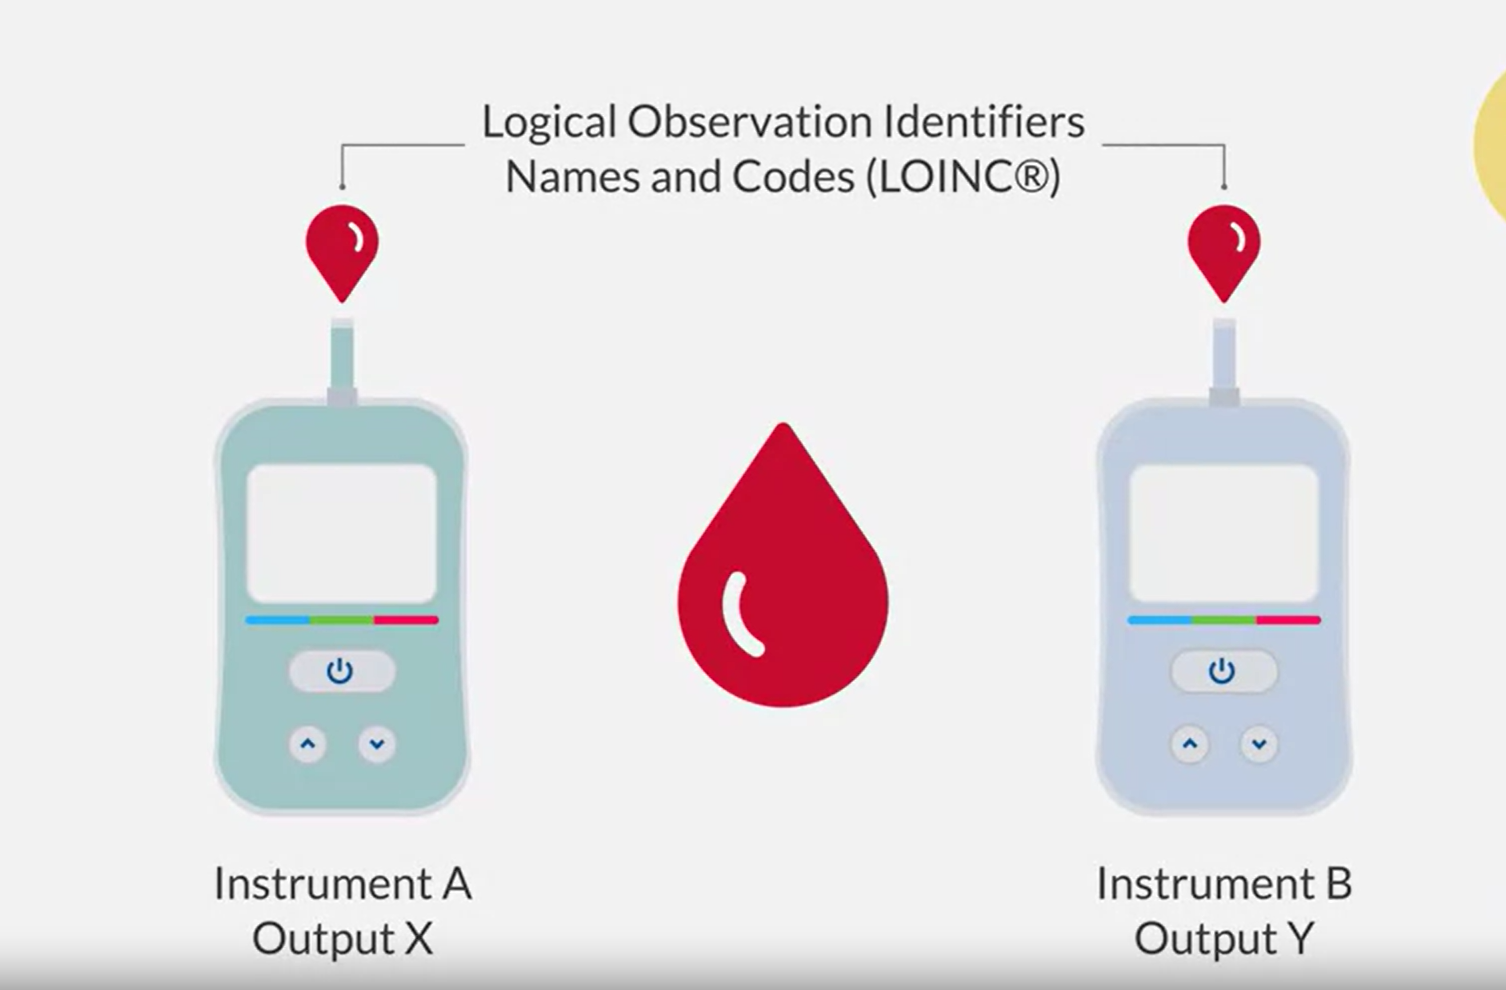 Logical Observation Identifiers
Names and Codes (LOINC®)
Instrument A
Output X
Instrument B
Output Y